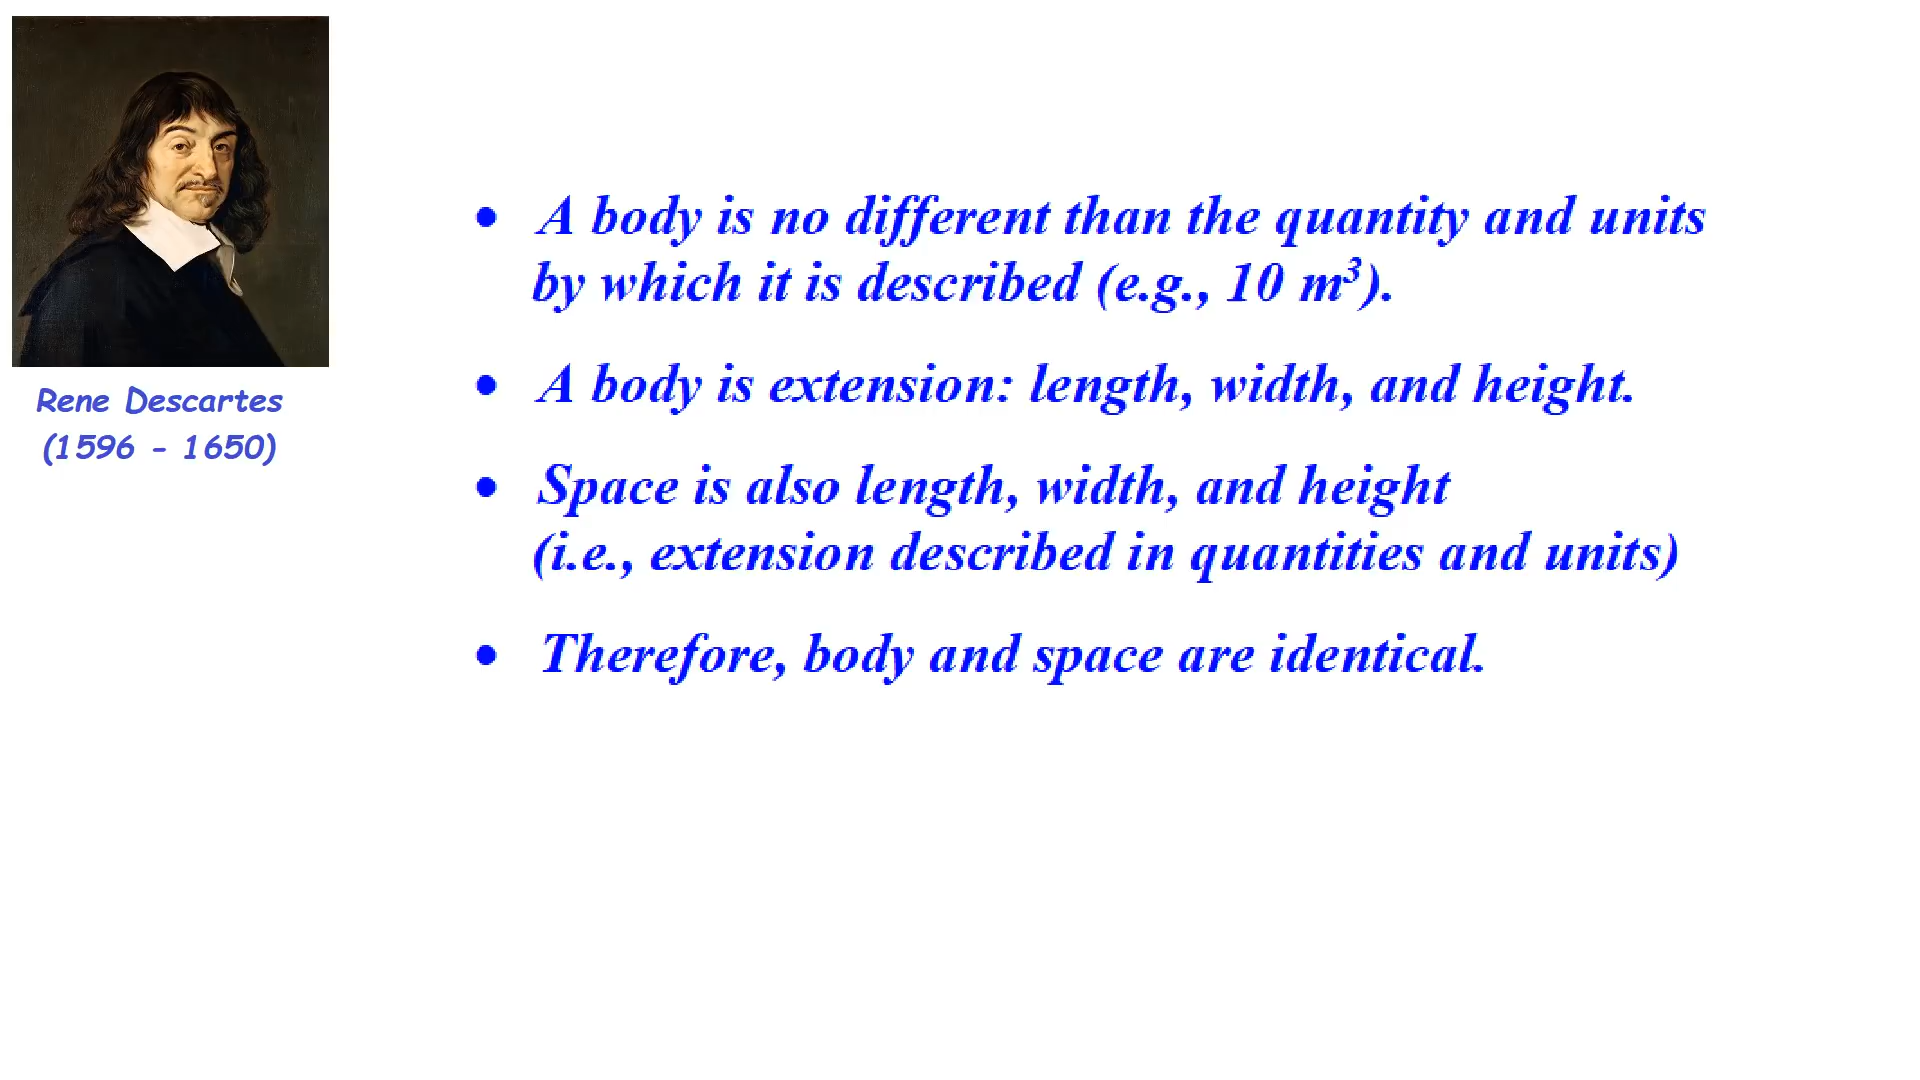 Rene Descartes
(1596 - 1650)
• A body is no different than the quantity and units
by which it is described (e.g., 10 m³).
• A body is extension: length, width, and height.
• Space is also length, width, and height
(i.e., extension described in quantities and units)
• Therefore, body and space are identical.